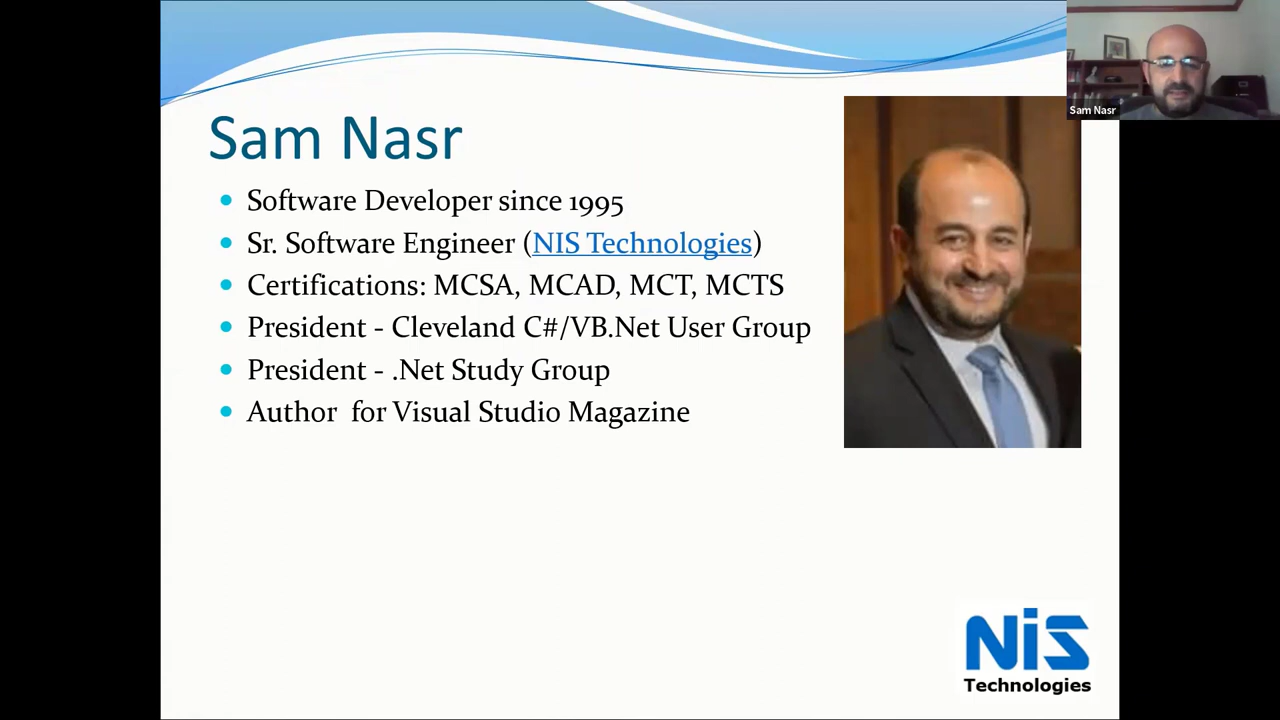 Sam Nasr
Sam Nasr
Software Developer since 1995
Sr. Software Engineer (NIS Technologies)
Certifications: MCSA, MCAD, MCT, MCTS
President - Cleveland C#/VB.Net User Group
President - .Net Study Group
Author  for Visual Studio Magazine
NiS
Technologies